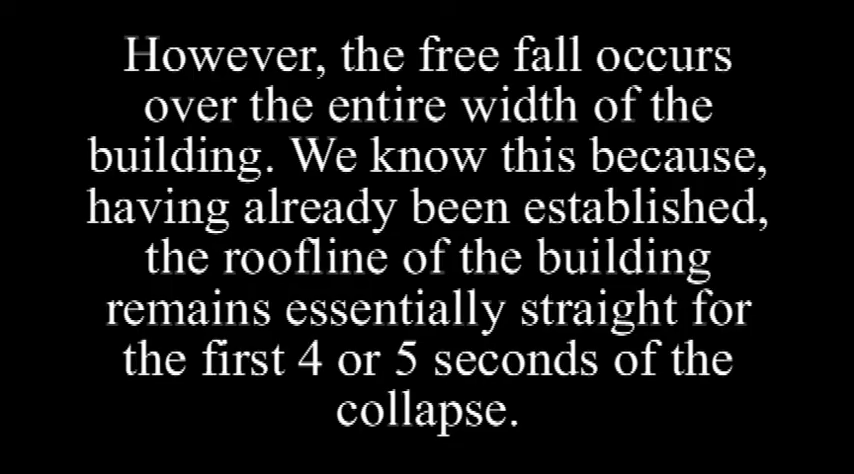 However, the free fall occurs
over the entire width of the
building. We know this because,
having already been established,
the roofline of the building
remains essentially straight for
the first 4 or 5 seconds of the
collapse.